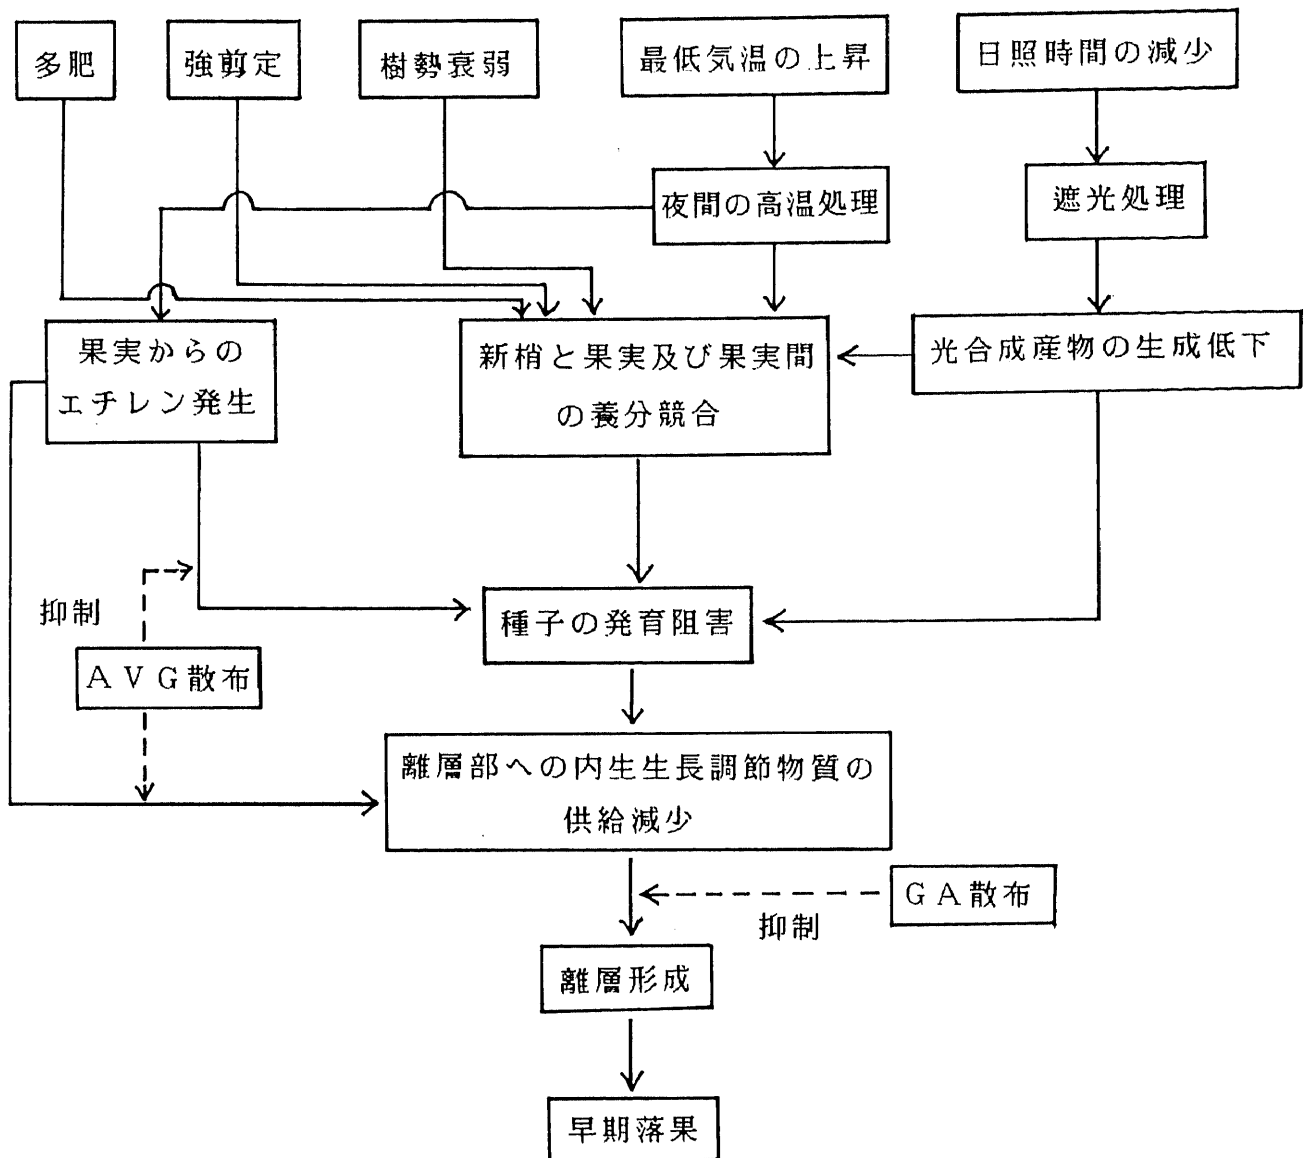 多肥
強剪定
樹勢衰弱
最低気温の上昇
日照時間の減少
夜間の高温処理
遮光処理
果実からの
エチレン発生
新梢と果実及び果実間
の養分競合
光合成産物の生成低下
抑制
AVG散布
種子の発育阻害
離層部への内生生長調節物質の
供給減少
GA散布
抑制
離層形成
早期落果